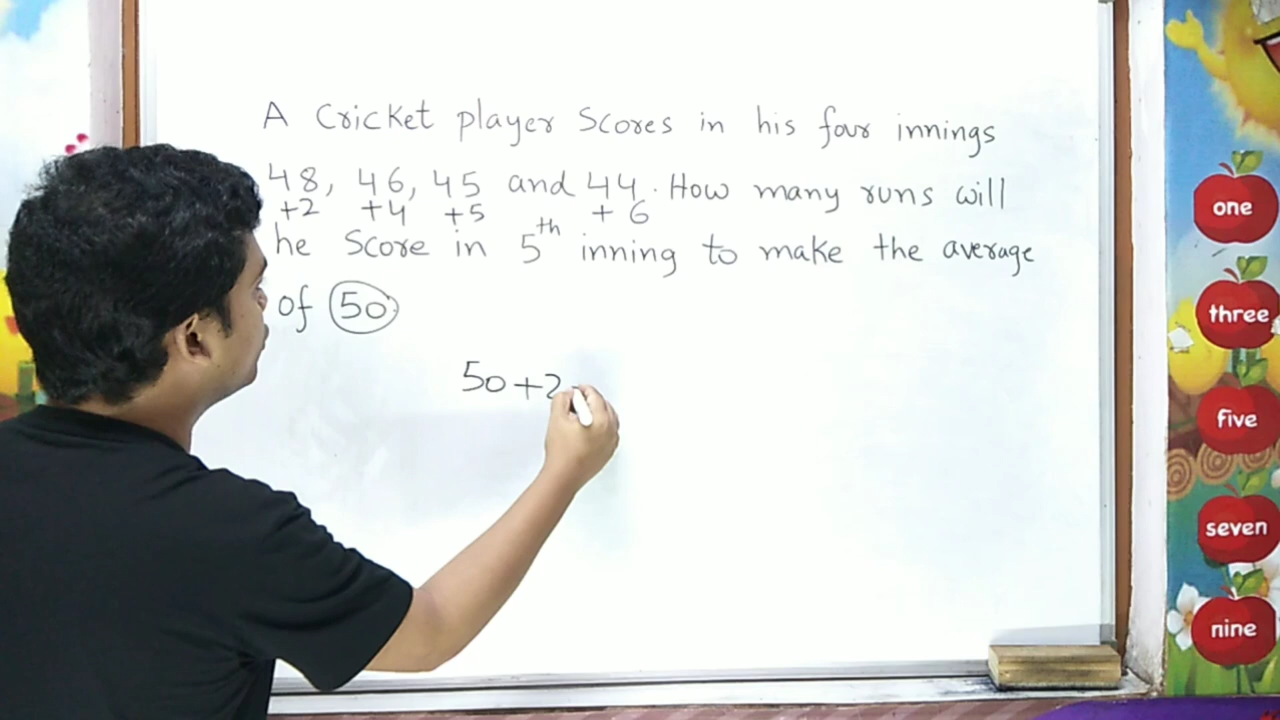 A Cricket player Scores in his four innings
48, 46, 45 and 44. How many runs will
+2 +4 +5 + 6
he Score in 5th inning to make the average
of 50.
50+2
one
three
five
seven
nine